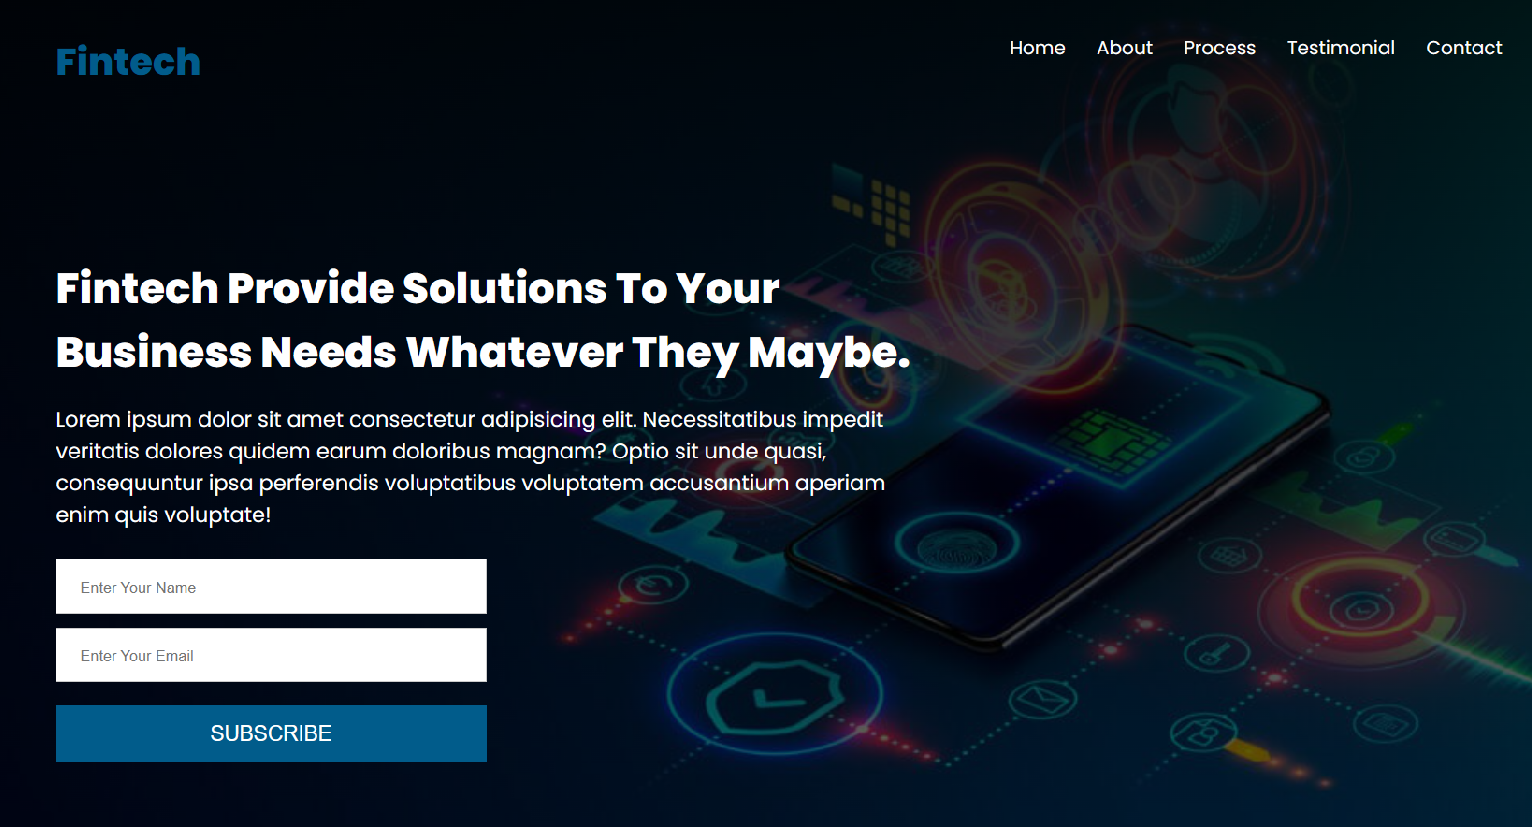 Fintech
Home About Process Testimonial Contact
Fintech Provide Solutions To Your
Business Needs Whatever They Maybe.
Lorem ipsum dolor sit amet consectetur adipisicing elit. Necessitatibus impedit
veritatis dolores quidem earum doloribus magnam? Optio sit unde quasi,
consequuntur ipsa perferendis voluptatibus voluptatem accusantium aperiam
enim quis voluptate!
Enter Your Name
Enter Your Email
SUBSCRIBE